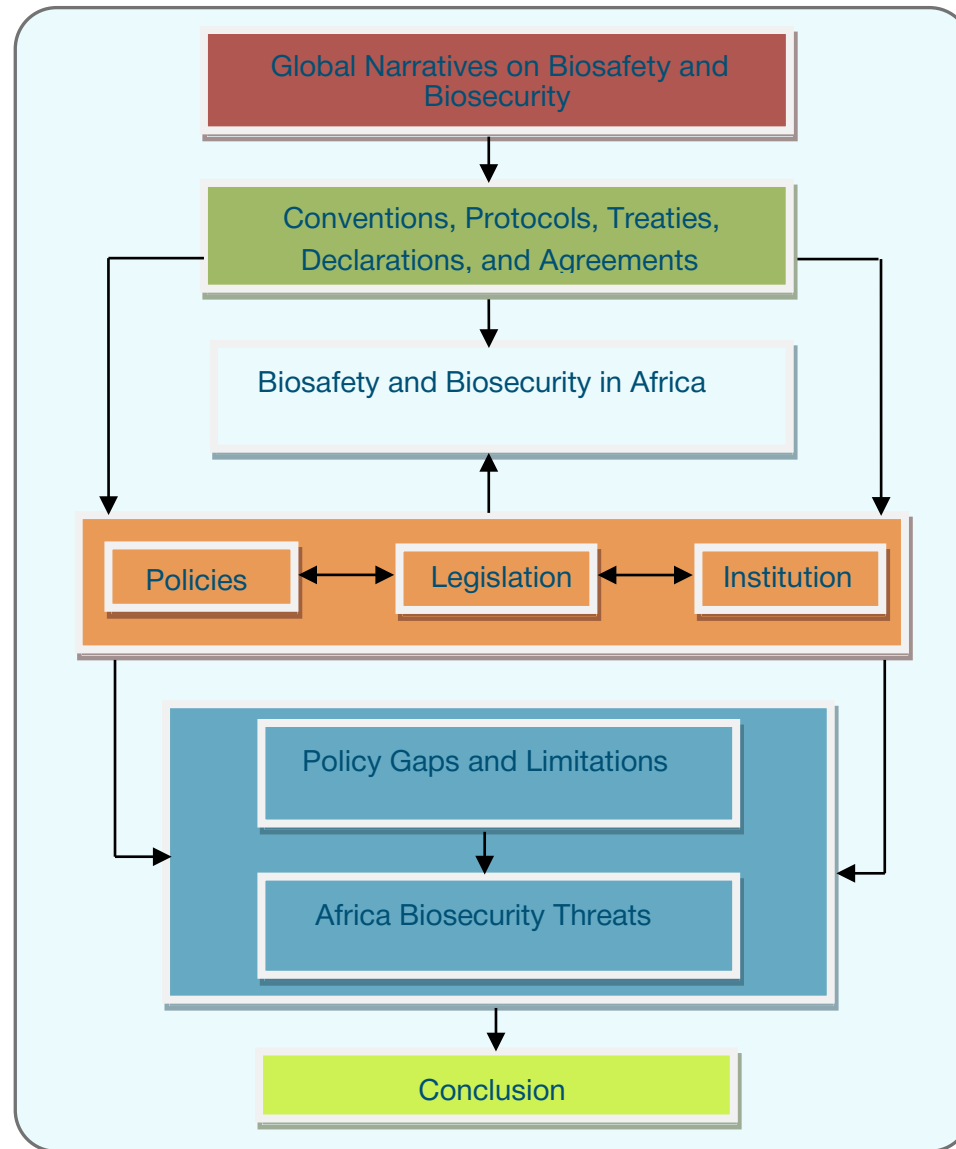 Global Narratives on Biosafety and
Biosecurity
Conventions, Protocols, Treaties,
Declarations, and Agreements
Biosafety and Biosecurity in Africa
Policies
Legislation
Institution
Policy Gaps and Limitations
Africa Biosecurity Threats
Conclusion